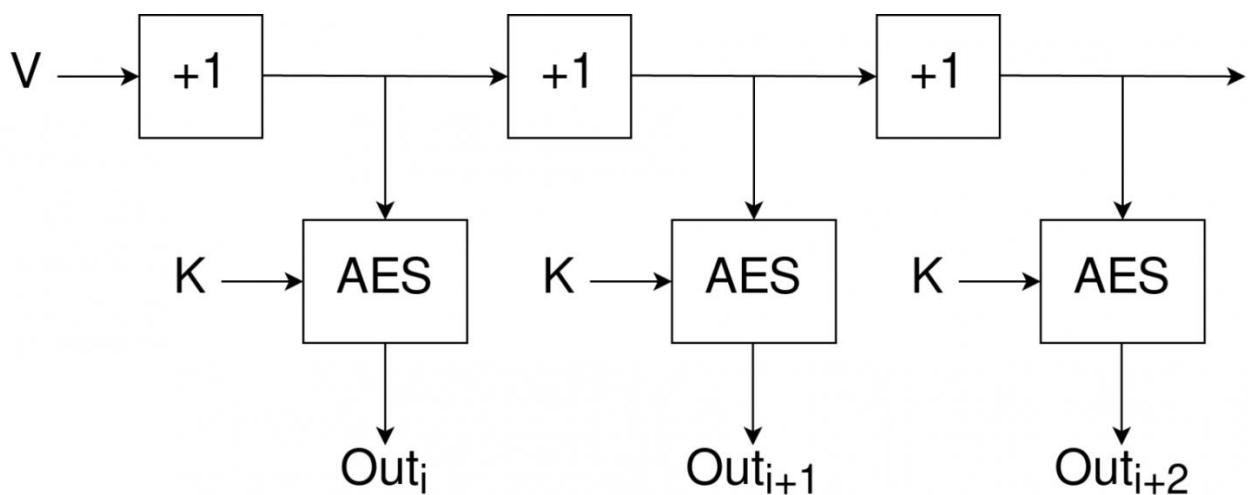 V +1 +1 +1
K AES K AES K AES
Outᵢ Outᵢ₊₁ Outᵢ₊₂